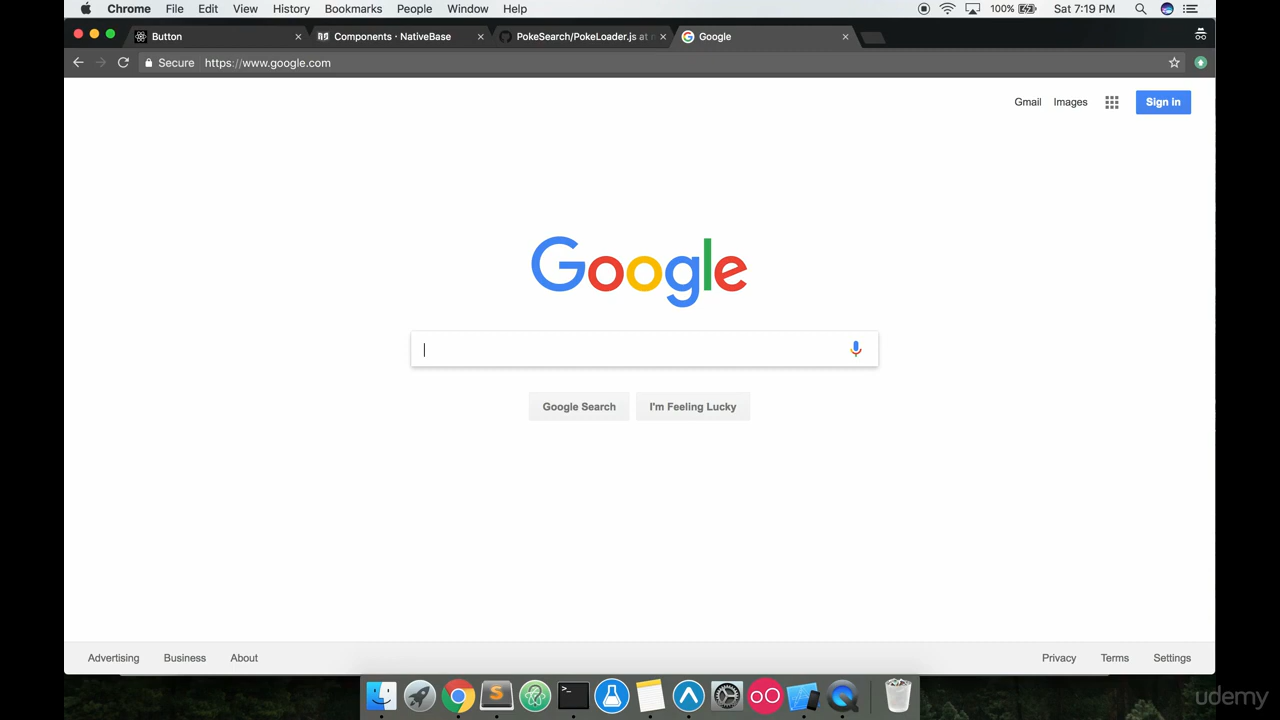 Chrome File Edit View History Bookmarks People Window Help 100% Sat 7:19 PM
Button Components · NativeBase PokeSearch/PokeLoader.js at Google
Secure https://www.google.com
Gmail Images Sign in
Google
Google Search I'm Feeling Lucky
Advertising Business About Privacy Terms Settings
udemy